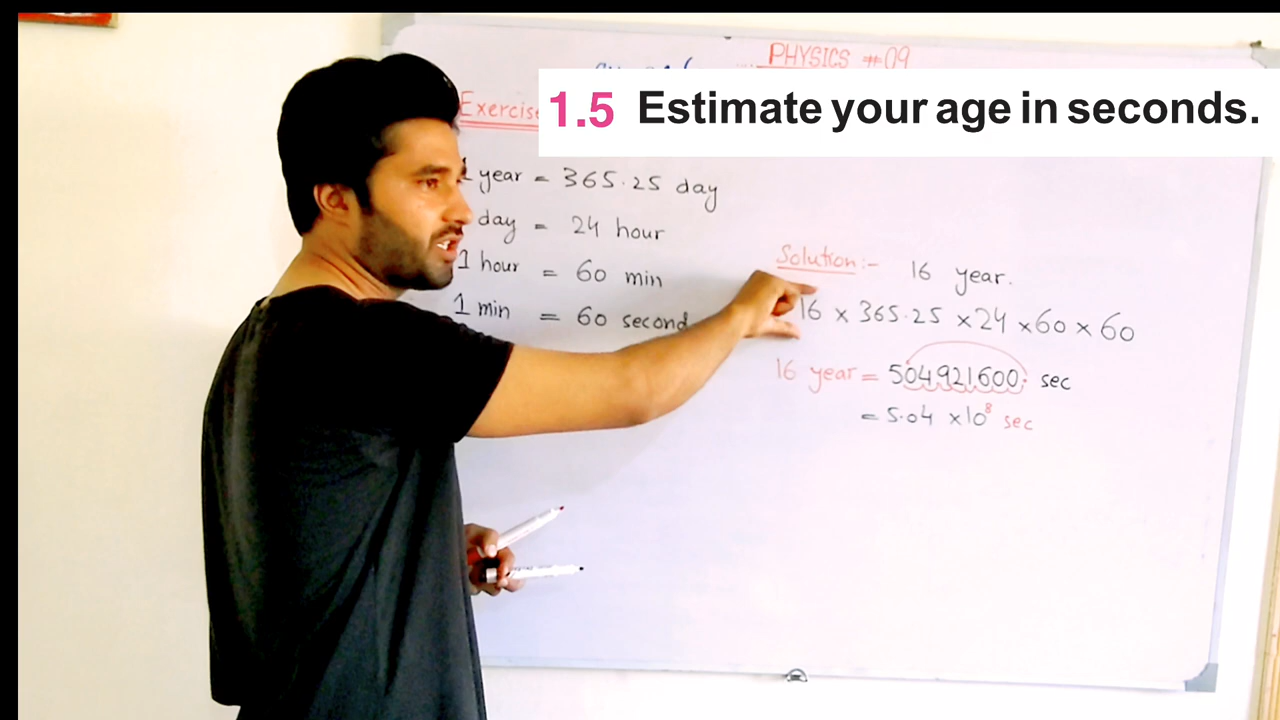 PHYSICS #09
Exercise
1.5 Estimate your age in seconds.
1 year = 365.25 day
day = 24 hour
1 hour = 60 min
1 min = 60 second
Solution:- 16 year.
16 x 365.25 x 24 x 60 x 60
16 year = 504921600 sec
= 5.04 x 10⁸ sec